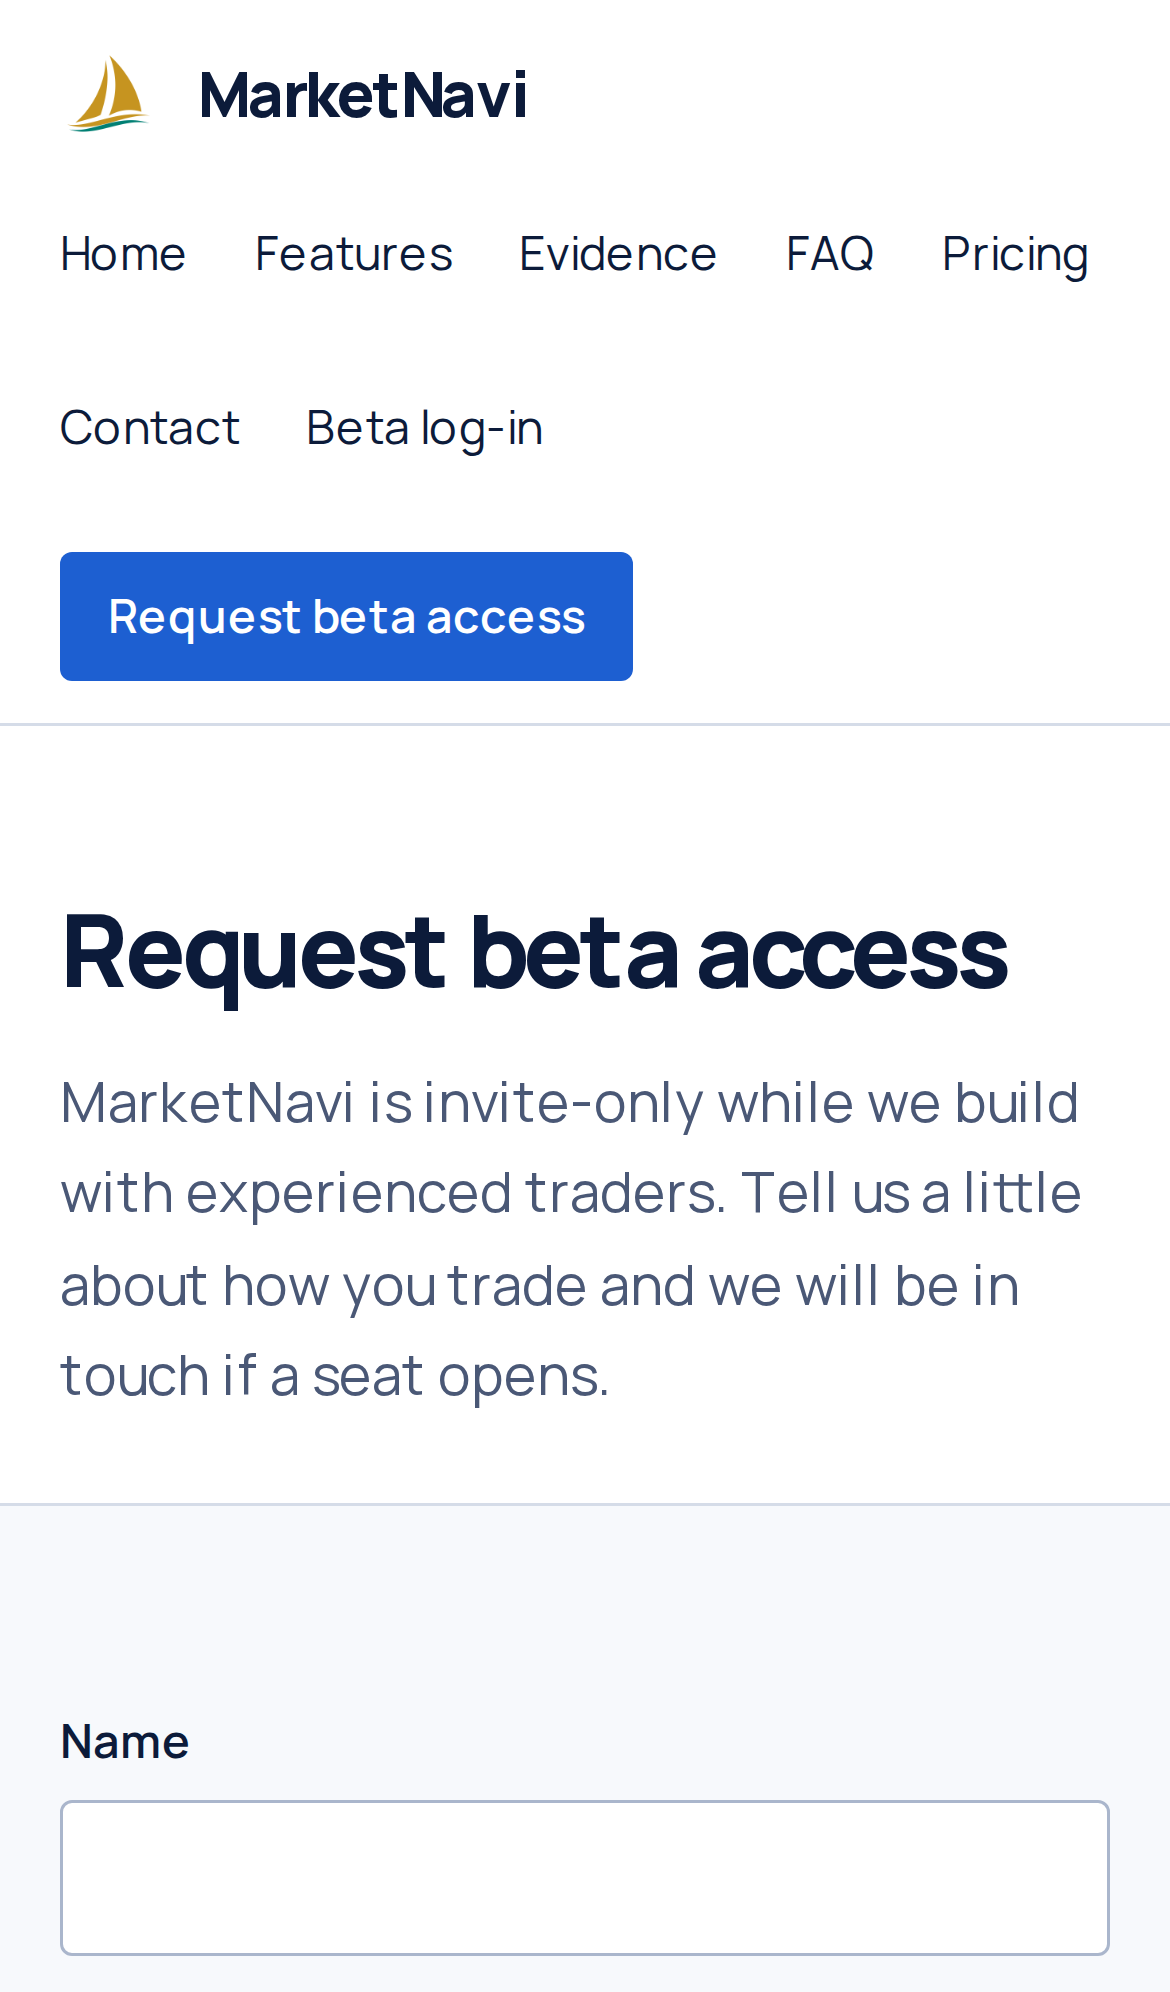 MarketNavi
Home Features Evidence FAQ Pricing
Contact Beta log-in
Request beta access
Request beta access
MarketNavi is invite-only while we build
with experienced traders. Tell us a little
about how you trade and we will be in
touch if a seat opens.
Name